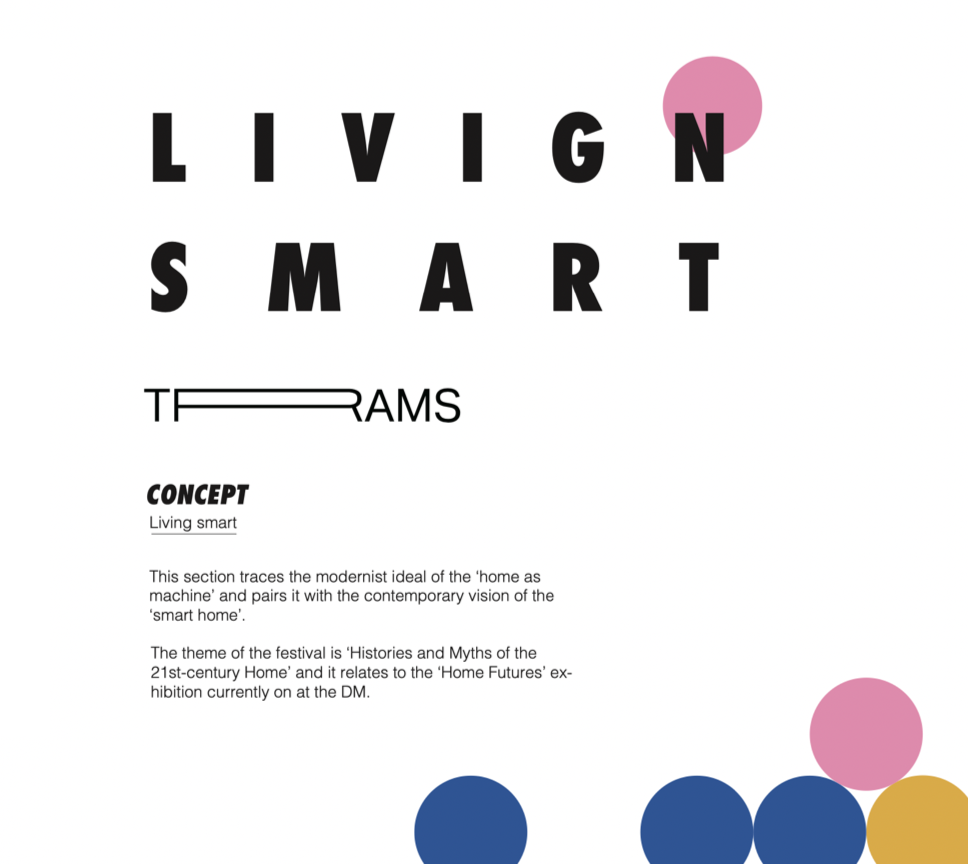 LIVIGN
SMART
TRAMS
CONCEPT
Living smart
This section traces the modernist ideal of the ‘home as
machine’ and pairs it with the contemporary vision of the
‘smart home’.
The theme of the festival is ‘Histories and Myths of the
21st-century Home’ and it relates to the ‘Home Futures’ ex-
hibition currently on at the DM.